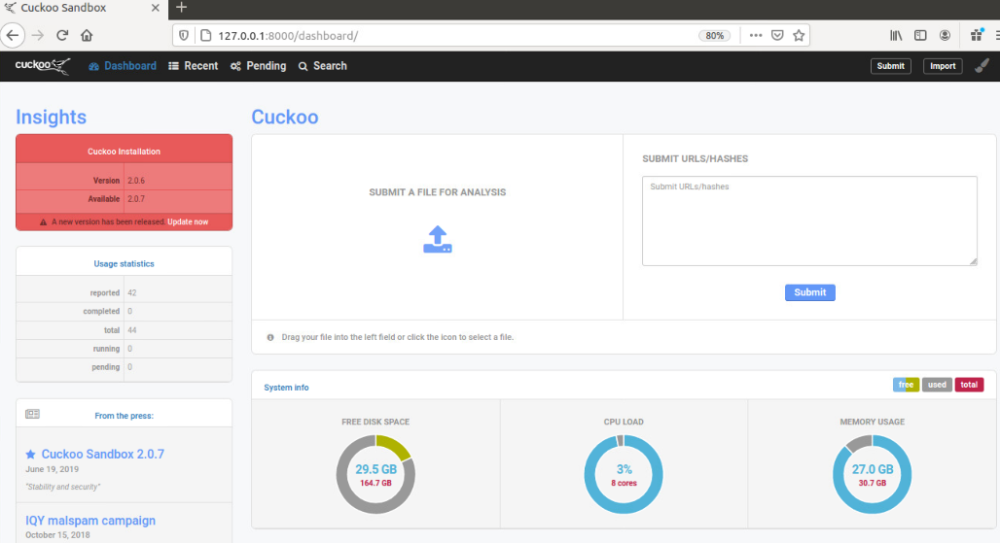 Cuckoo Sandbox
127.0.0.1:8000/dashboard/
80%
cuckoo
Dashboard
Recent
Pending
Search
Submit
Import
Insights
Cuckoo Installation
Version 2.0.6
Available 2.0.7
A new version has been released. Update now
Usage statistics
reported 42
completed 0
total 44
running 0
pending 0
From the press:
Cuckoo Sandbox 2.0.7
June 19, 2019
"Stability and security"
IQY malspam campaign
October 15, 2018
Cuckoo
SUBMIT A FILE FOR ANALYSIS
SUBMIT URLS/HASHES
Submit URLs/hashes
Submit
Drag your file into the left field or click the icon to select a file.
System info
free used total
FREE DISK SPACE
29.5 GB
164.7 GB
CPU LOAD
3%
8 cores
MEMORY USAGE
27.0 GB
30.7 GB